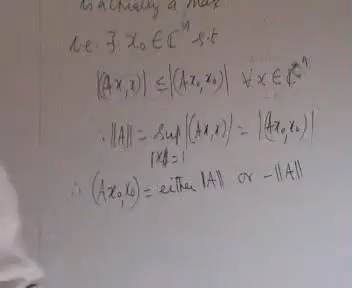 is actually a max
i.e ∃ x₀ ∈ ℂⁿ s.t
|(Ax,x)| ≤ |(Ax₀,x₀)| ∀ x ∈ ℂⁿ
∴ ||A|| = sup |(Ax,x)| = |(Ax₀,x₀)|
||x||=1
∴ (Ax₀,x₀) = either ||A|| or -||A||